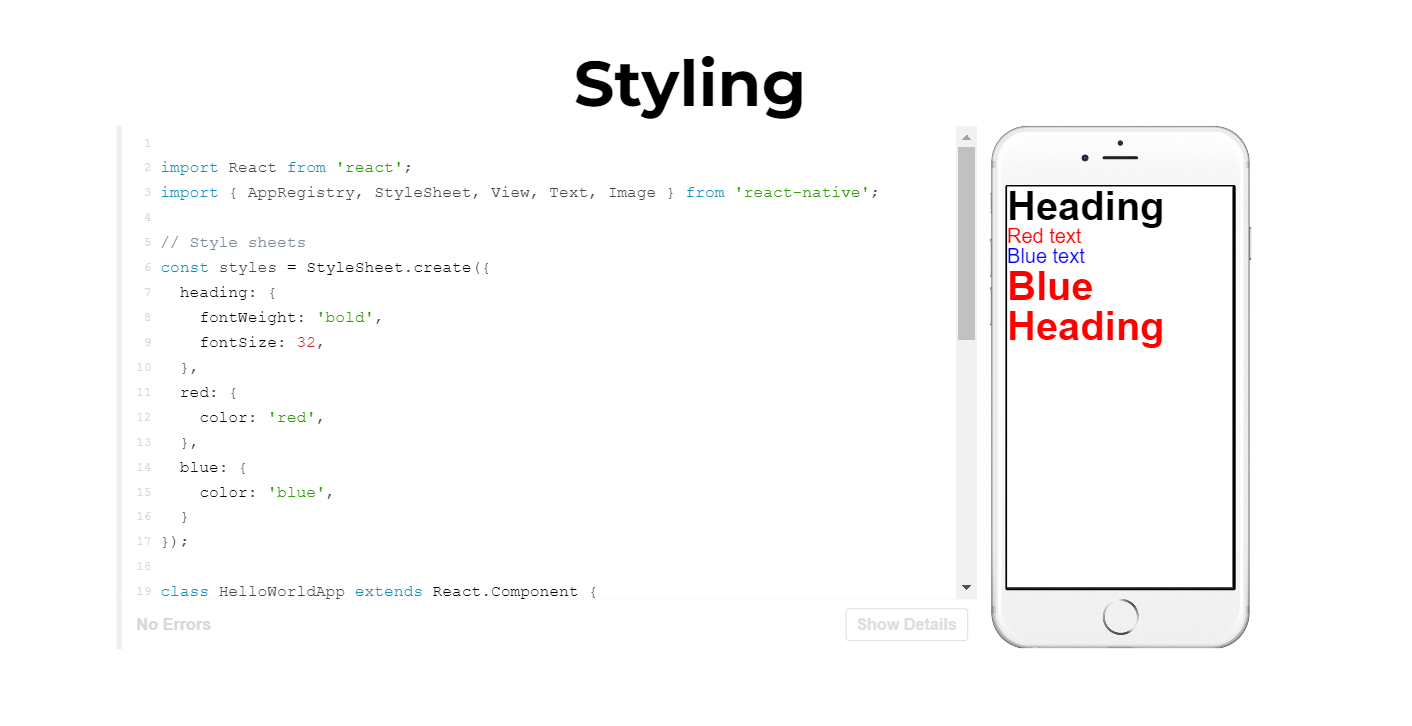 Styling
1
2 import React from 'react';
3 import { AppRegistry, StyleSheet, View, Text, Image } from 'react-native';
4
5 // Style sheets
6 const styles = StyleSheet.create({
7   heading: {
8     fontWeight: 'bold',
9     fontSize: 32,
10   },
11   red: {
12     color: 'red',
13   },
14   blue: {
15     color: 'blue',
16   }
17 });
18
19 class HelloWorldApp extends React.Component {
No Errors
Show Details
Heading
Red text
Blue text
Blue
Heading